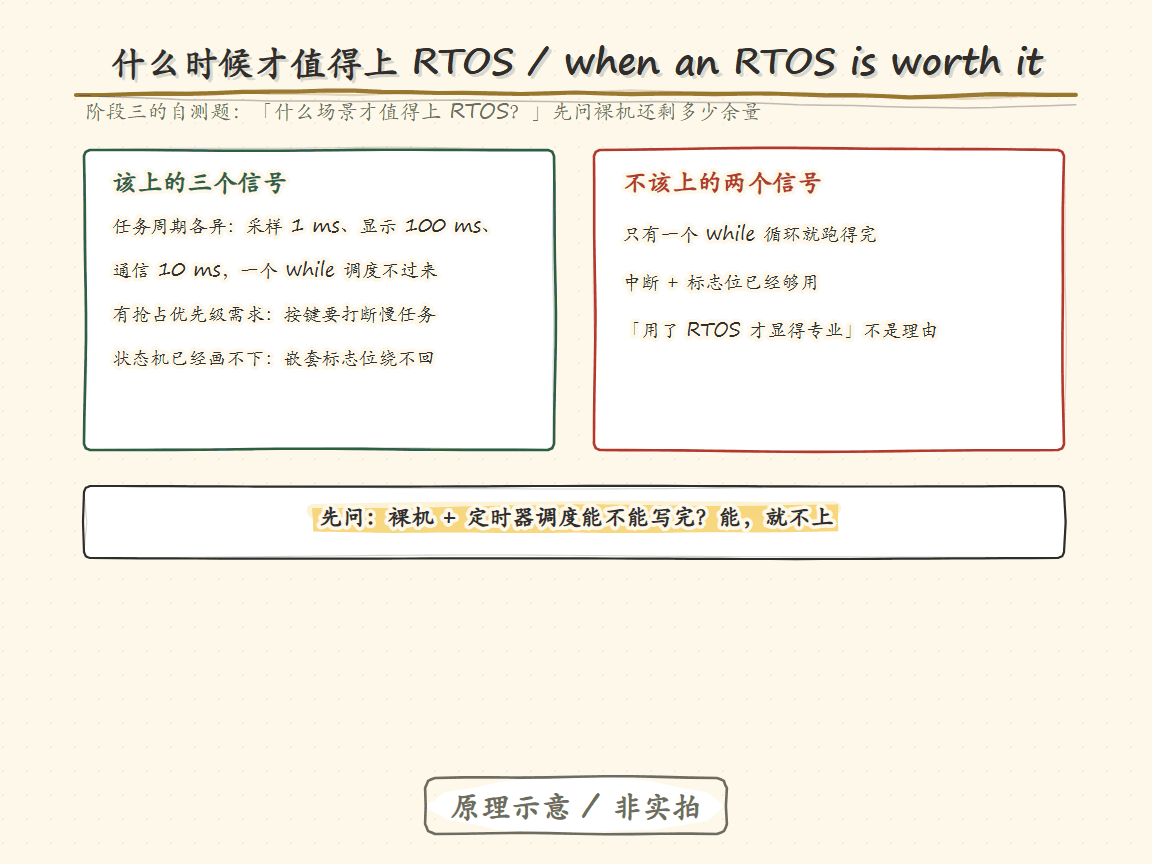 什么时候才值得上 RTOS / when an RTOS is worth it
阶段三的自测题：「什么场景才值得上 RTOS？」先问裸机还剩多少余量
该上的三个信号
任务周期各异：采样 1 ms、显示 100 ms、
通信 10 ms，一个 while 调度不过来
有抢占优先级需求：按键要打断慢任务
状态机已经画不下：嵌套标志位绕不回
不该上的两个信号
只有一个 while 循环就跑得完
中断 + 标志位已经够用
「用了 RTOS 才显得专业」不是理由
先问：裸机 + 定时器调度能不能写完？能，就不上
原理示意 / 非实拍